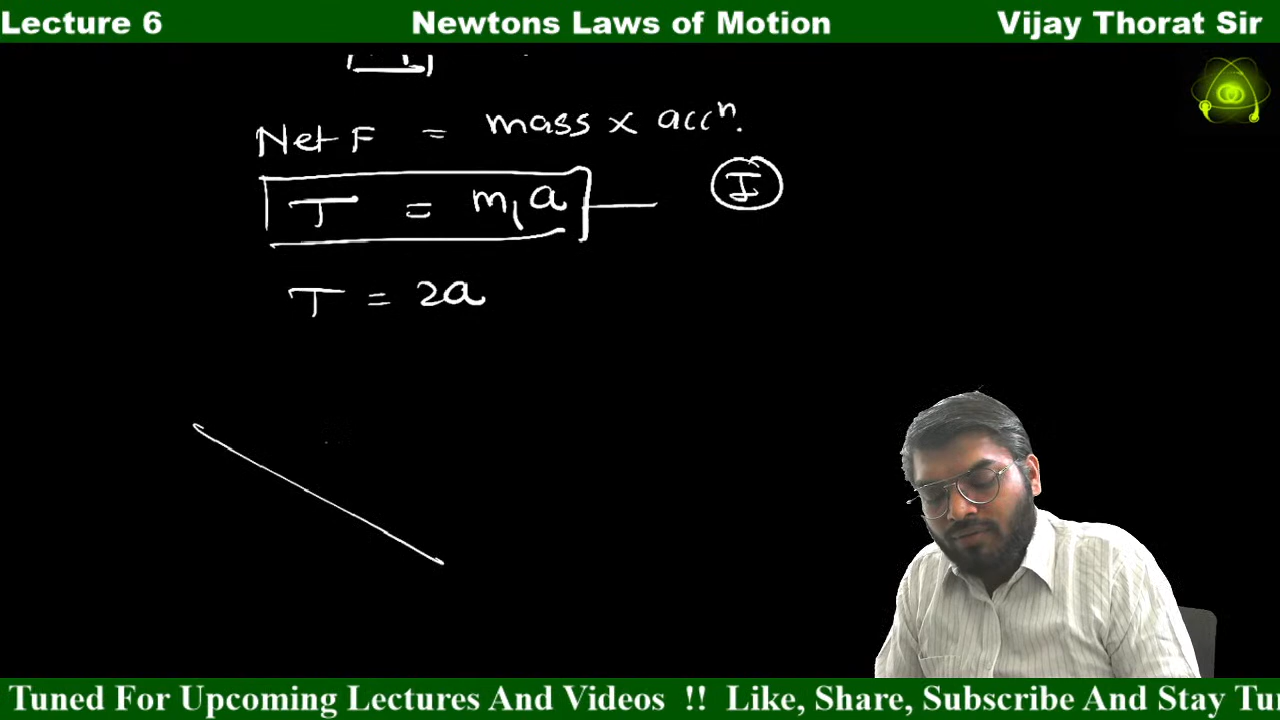 Lecture 6 Newtons Laws of Motion Vijay Thorat Sir
Net F = mass x accⁿ.
T = m₁a I
T = 2a
Tuned For Upcoming Lectures And Videos !! Like, Share, Subscribe And Stay Tu